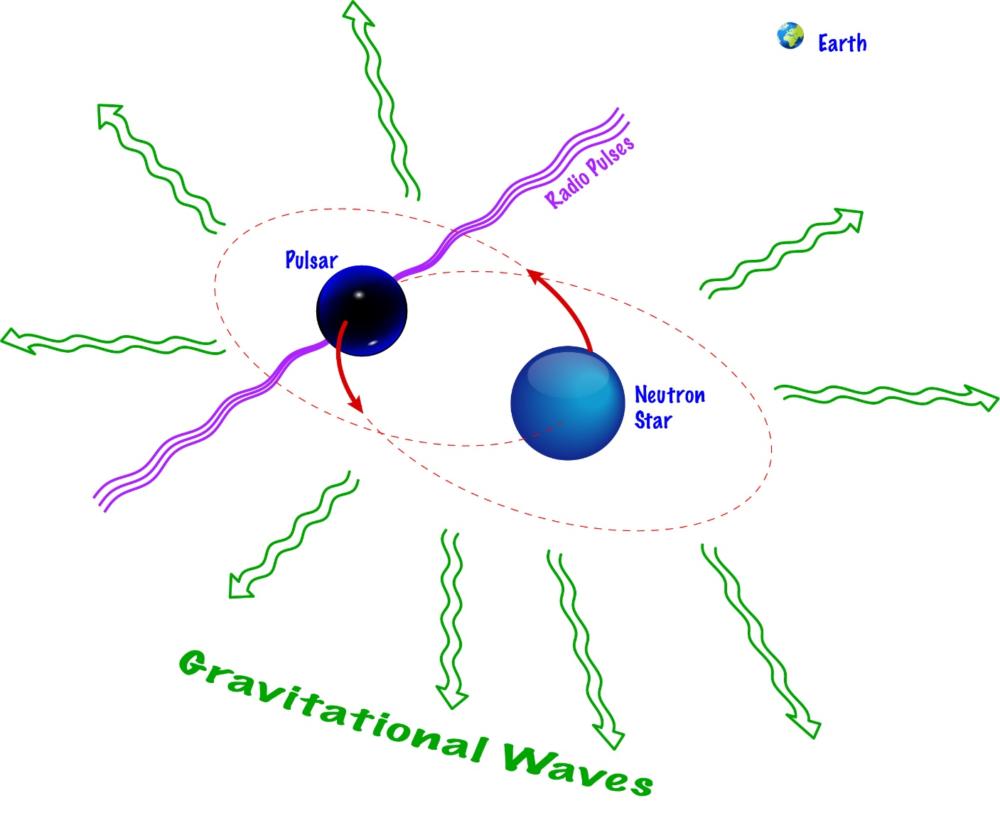 Earth
Radio Pulses
Pulsar
Neutron
Star
Gravitational Waves